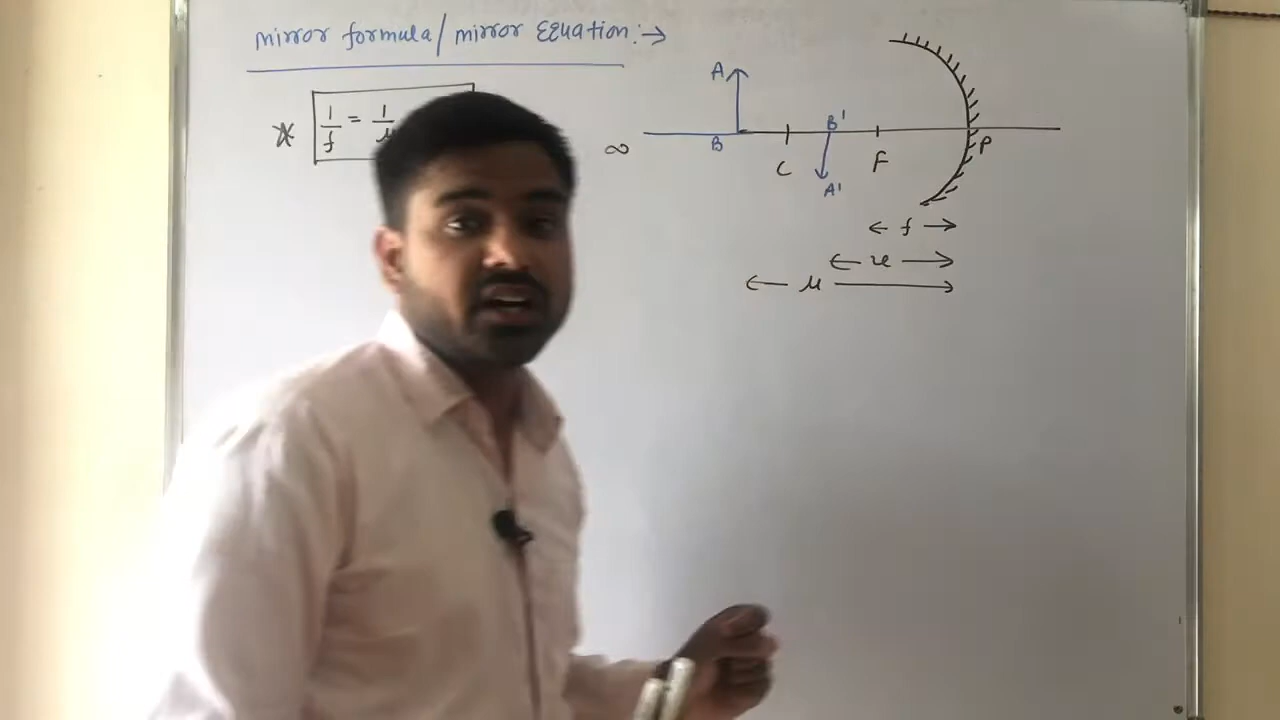 mirror formula/ mirror Equation:→
* 1/f = 1/u
A
B'
B
∞
C
F
P
A'
← f →
← v →
← u →